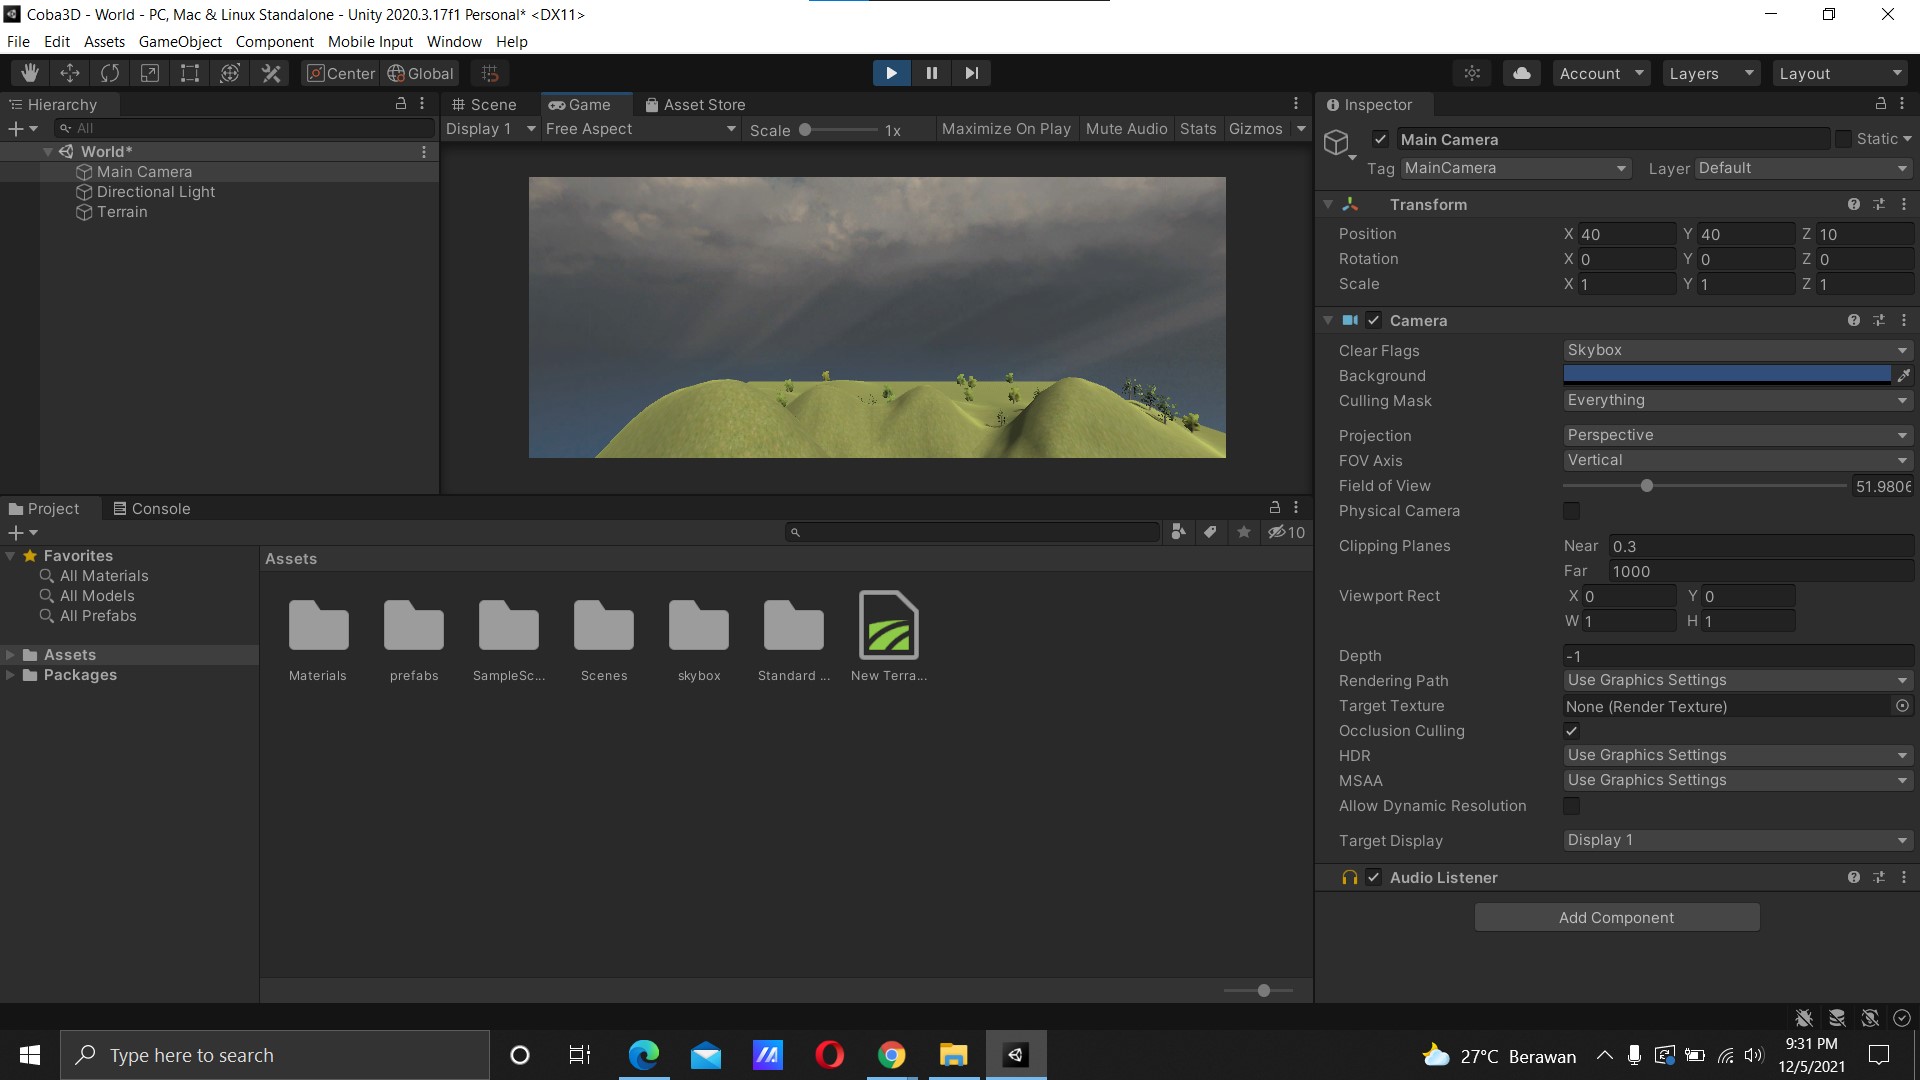 Coba3D - World - PC, Mac & Linux Standalone - Unity 2020.3.17f1 Personal* <DX11>
File Edit Assets GameObject Component Mobile Input Window Help
Center Global Account Layers Layout
Hierarchy
All
World*
Main Camera
Directional Light
Terrain
Scene Game Asset Store
Display 1 Free Aspect Scale 1x Maximize On Play Mute Audio Stats Gizmos
Inspector
Main Camera Static
Tag MainCamera Layer Default
Transform
Position X 40 Y 40 Z 10
Rotation X 0 Y 0 Z 0
Scale X 1 Y 1 Z 1
Camera
Clear Flags Skybox
Background
Culling Mask Everything
Projection Perspective
FOV Axis Vertical
Field of View 51.9806
Physical Camera
Clipping Planes Near 0.3
Far 1000
Viewport Rect X 0 Y 0
W 1 H 1
Depth -1
Rendering Path Use Graphics Settings
Target Texture None (Render Texture)
Occlusion Culling
HDR Use Graphics Settings
MSAA Use Graphics Settings
Allow Dynamic Resolution
Target Display Display 1
Audio Listener
Add Component
Project Console
10
Favorites
All Materials
All Models
All Prefabs
Assets
Packages
Assets
Materials prefabs SampleSc... Scenes skybox Standard ... New Terra...
Type here to search
27°C Berawan
9:31 PM
12/5/2021